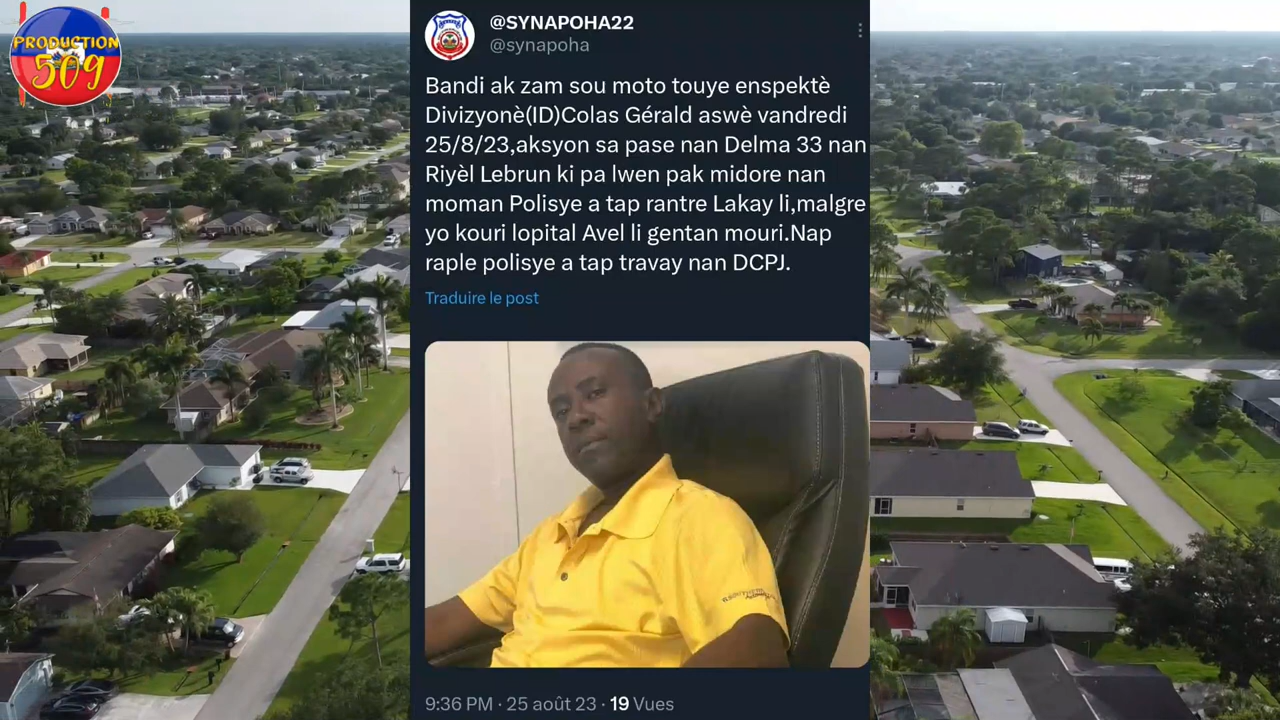 PRODUCTION
509
@SYNAPOHA22
@synapoha
Bandi ak zam sou moto touye enspektè
Divizyonè(ID)Colas Gérald aswè vandredi
25/8/23,aksyon sa pase nan Delma 33 nan
Riyèl Lebrun ki pa lwen pak midore nan
moman Polisye a tap rantre Lakay li,malgre
yo kouri lopital Avel li gentan mouri.Nap
raple polisye a tap travay nan DCPJ.
Traduire le post
9:36 PM · 25 août 23 · 19 Vues